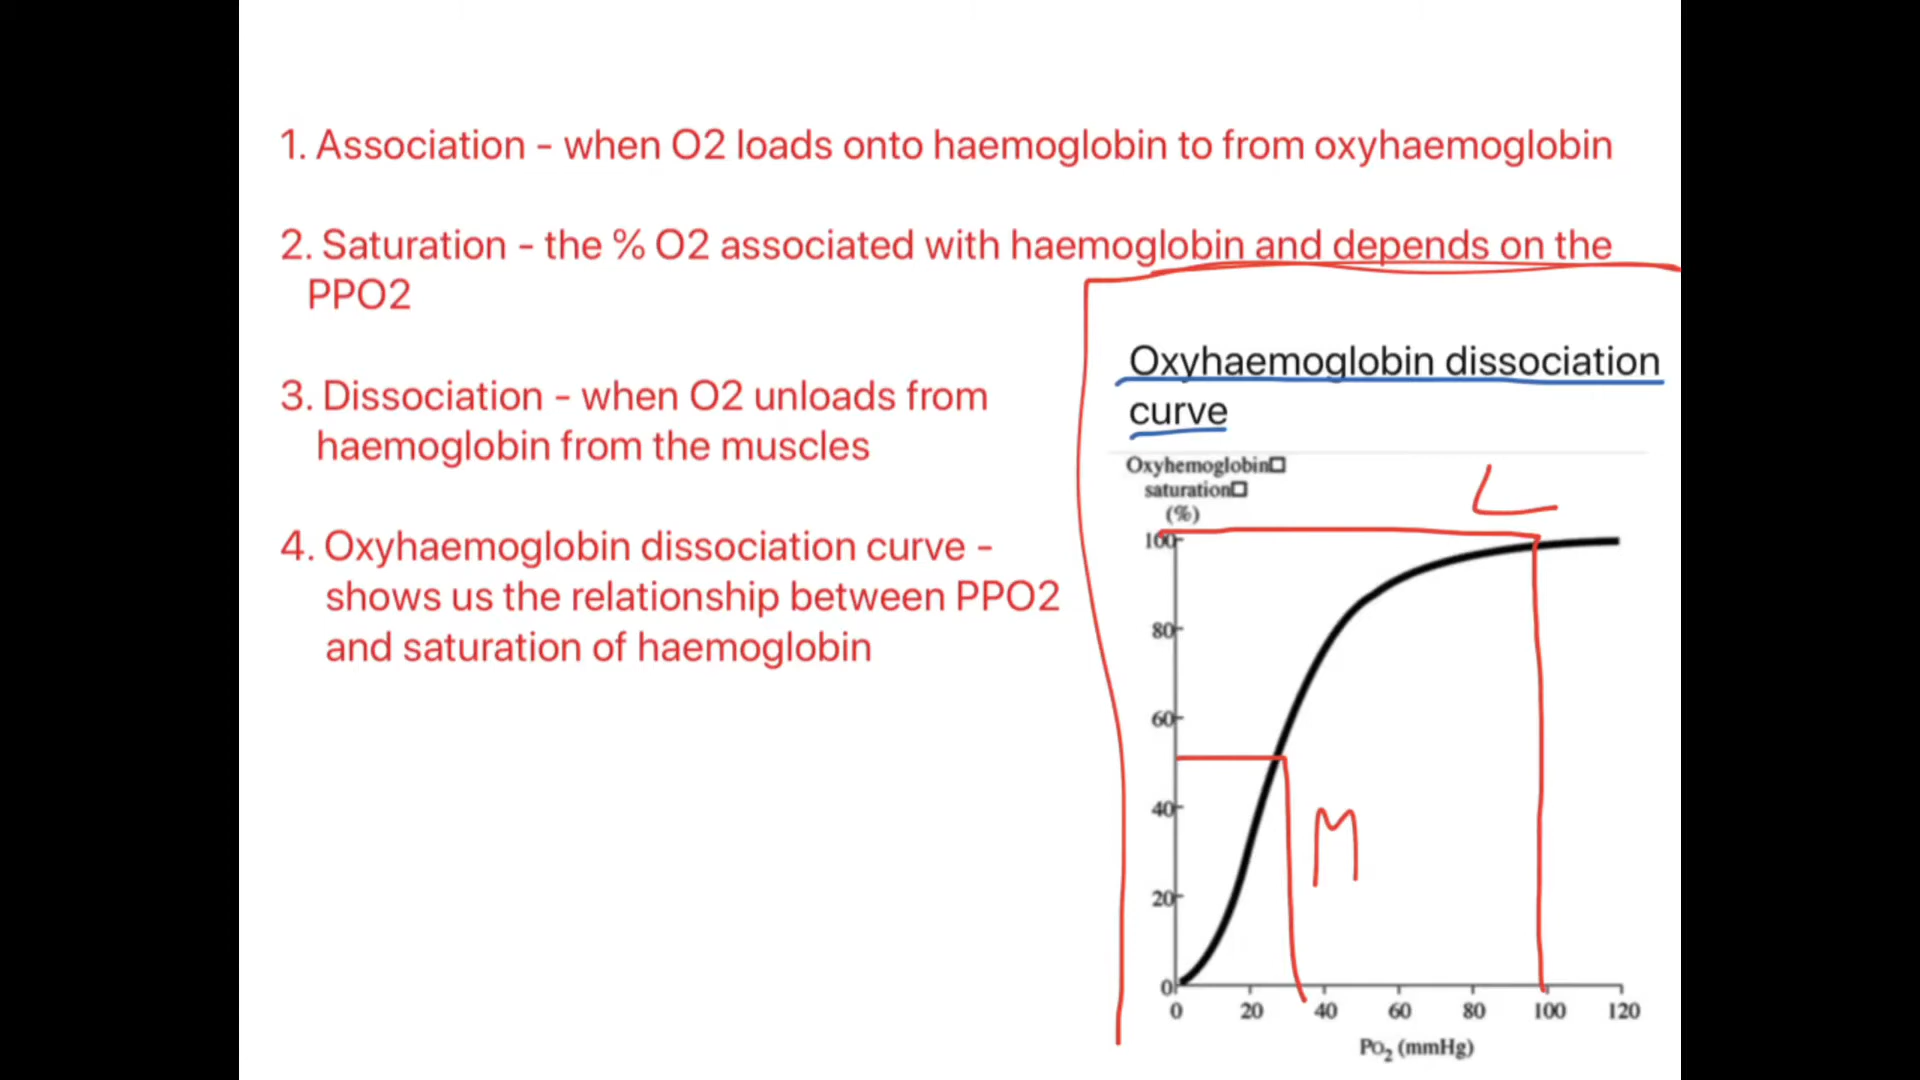 1. Association - when O2 loads onto haemoglobin to from oxyhaemoglobin
2. Saturation - the % O2 associated with haemoglobin and depends on the
PPO2
3. Dissociation - when O2 unloads from
haemoglobin from the muscles
4. Oxyhaemoglobin dissociation curve -
shows us the relationship between PPO2
and saturation of haemoglobin
Oxyhaemoglobin dissociation
curve
Oxyhemoglobin□
saturation□
(%)
L
100
80
60
40
20
0
M
0 20 40 60 80 100 120
PO₂ (mmHg)